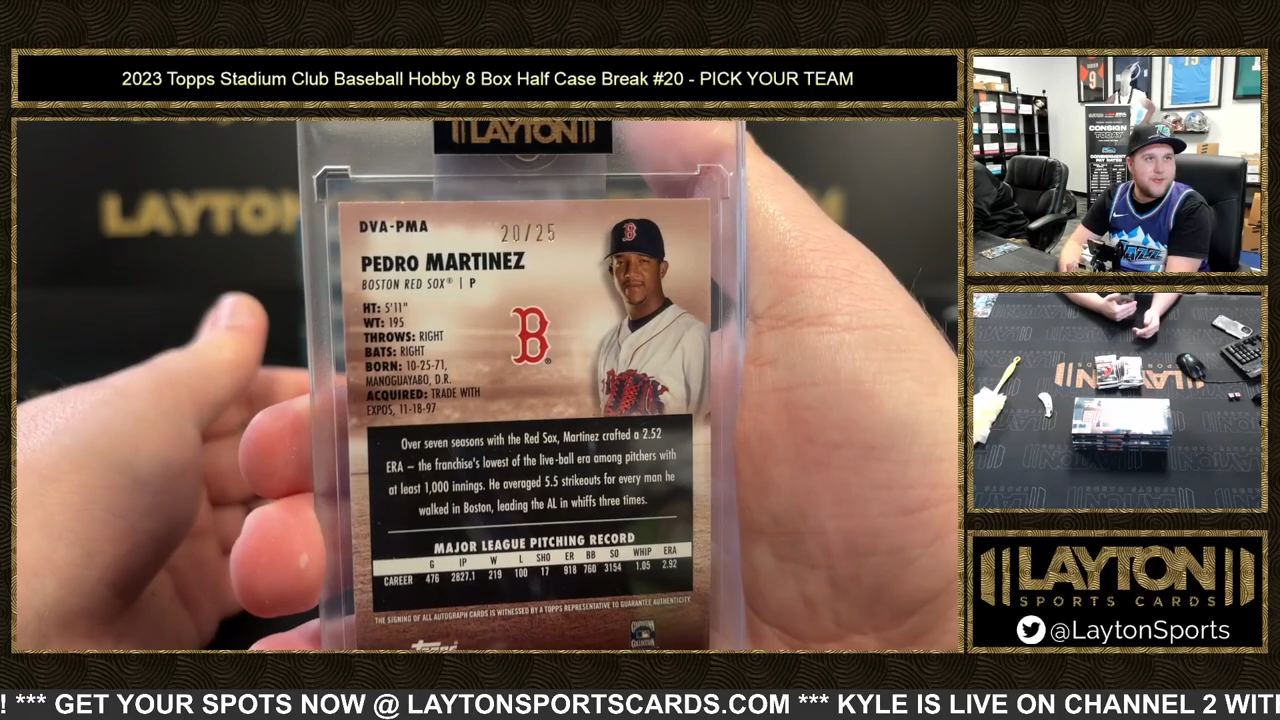 2023 Topps Stadium Club Baseball Hobby 8 Box Half Case Break #20 - PICK YOUR TEAM
LAYTON
LAYTON
DVA-PMA
20/25
PEDRO MARTINEZ
BOSTON RED SOX® | P
B
B
HT: 5'11"
WT: 195
THROWS: RIGHT
BATS: RIGHT
BORN: 10-25-71,
MANOGUAYABO, D.R.
ACQUIRED: TRADE WITH
EXPOS, 11-18-97
Over seven seasons with the Red Sox, Martinez crafted a 2.52
ERA – the franchise's lowest of the live-ball era among pitchers with
at least 1,000 innings. He averaged 5.5 strikeouts for every man he
walked in Boston, leading the AL in whiffs three times.
MAJOR LEAGUE PITCHING RECORD
G IP W L SHO ER BB SO WHIP ERA
CAREER 476 2827.1 219 100 17 918 760 3154 1.05 2.92
THE SIGNING OF ALL AUTOGRAPH CARDS IS WITNESSED BY A TOPPS REPRESENTATIVE TO GUARANTEE AUTHENTICITY.
topps
CONSIGN
TODAY
LAYTON
LAYTON
SPORTS CARDS
@LaytonSports
! *** GET YOUR SPOTS NOW @ LAYTONSPORTSCARDS.COM *** KYLE IS LIVE ON CHANNEL 2 WIT